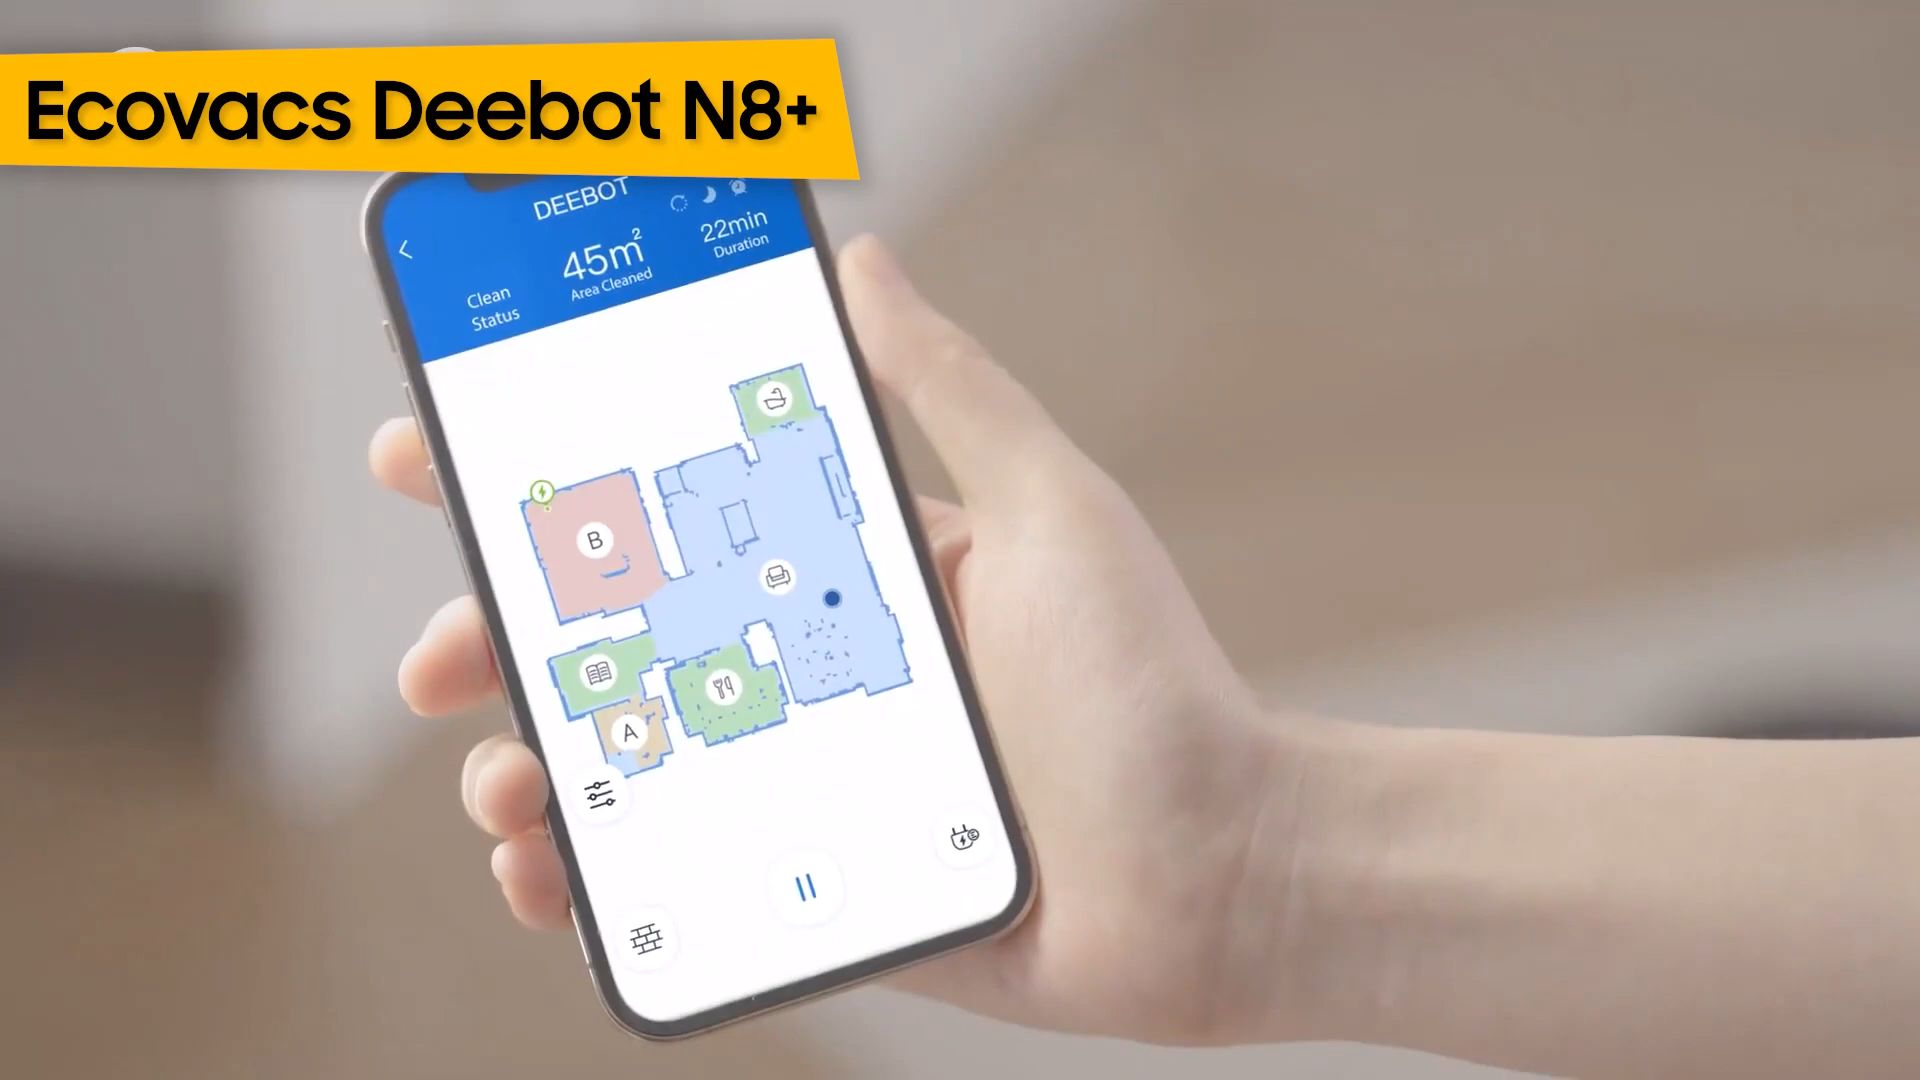 Ecovacs Deebot N8+
DEEBOT
45m²
Area Cleaned
22min
Duration
Clean
Status
B
A